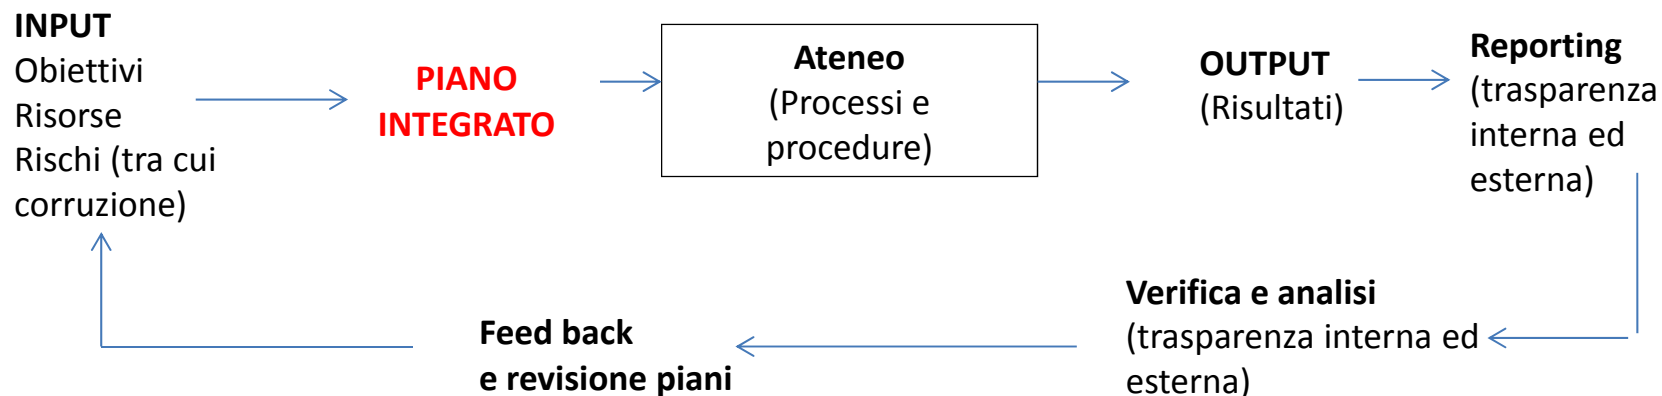 INPUT
Obiettivi
Risorse
Rischi (tra cui
corruzione)
PIANO
INTEGRATO
Ateneo
(Processi e
procedure)
OUTPUT
(Risultati)
Reporting
(trasparenza
interna ed
esterna)
Verifica e analisi
(trasparenza interna ed
esterna)
Feed back
e revisione piani